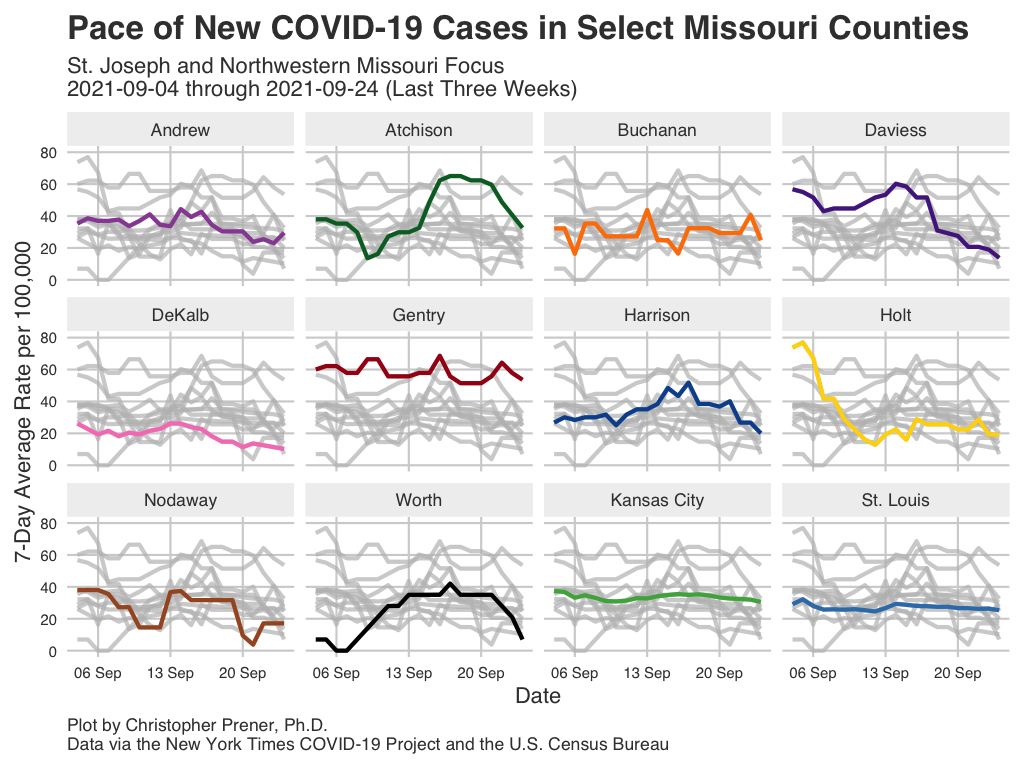 Pace of New COVID-19 Cases in Select Missouri Counties
St. Joseph and Northwestern Missouri Focus
2021-09-04 through 2021-09-24 (Last Three Weeks)
7-Day Average Rate per 100,000
Andrew
Atchison
Buchanan
Daviess
80
60
40
20
0
DeKalb
Gentry
Harrison
Holt
80
60
40
20
0
Nodaway
Worth
Kansas City
St. Louis
80
60
40
20
0
06 Sep 13 Sep 20 Sep
06 Sep 13 Sep 20 Sep
06 Sep 13 Sep 20 Sep
06 Sep 13 Sep 20 Sep
Date
Plot by Christopher Prener, Ph.D.
Data via the New York Times COVID-19 Project and the U.S. Census Bureau